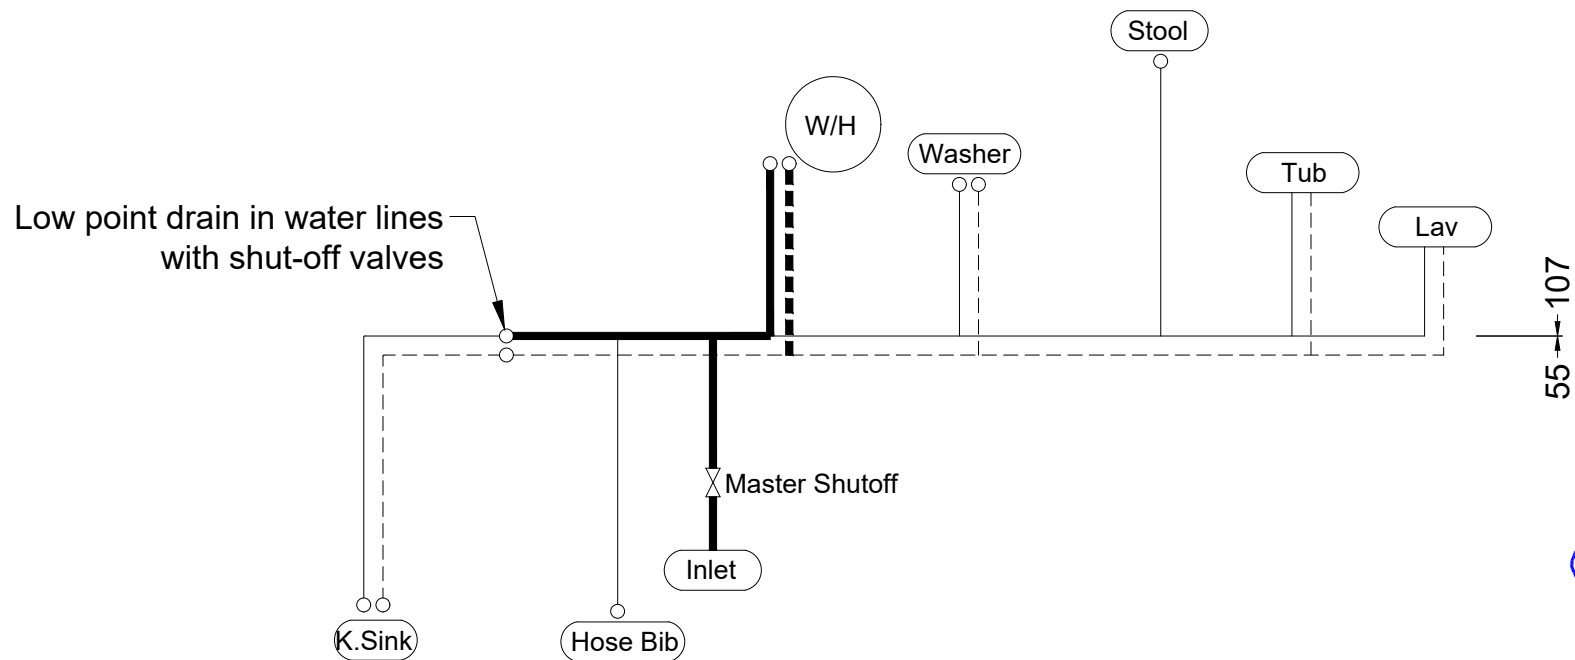 Stool
W/H
Washer
Tub
Low point drain in water lines
with shut-off valves
Lav
107
55
Master Shutoff
Inlet
K.Sink
Hose Bib